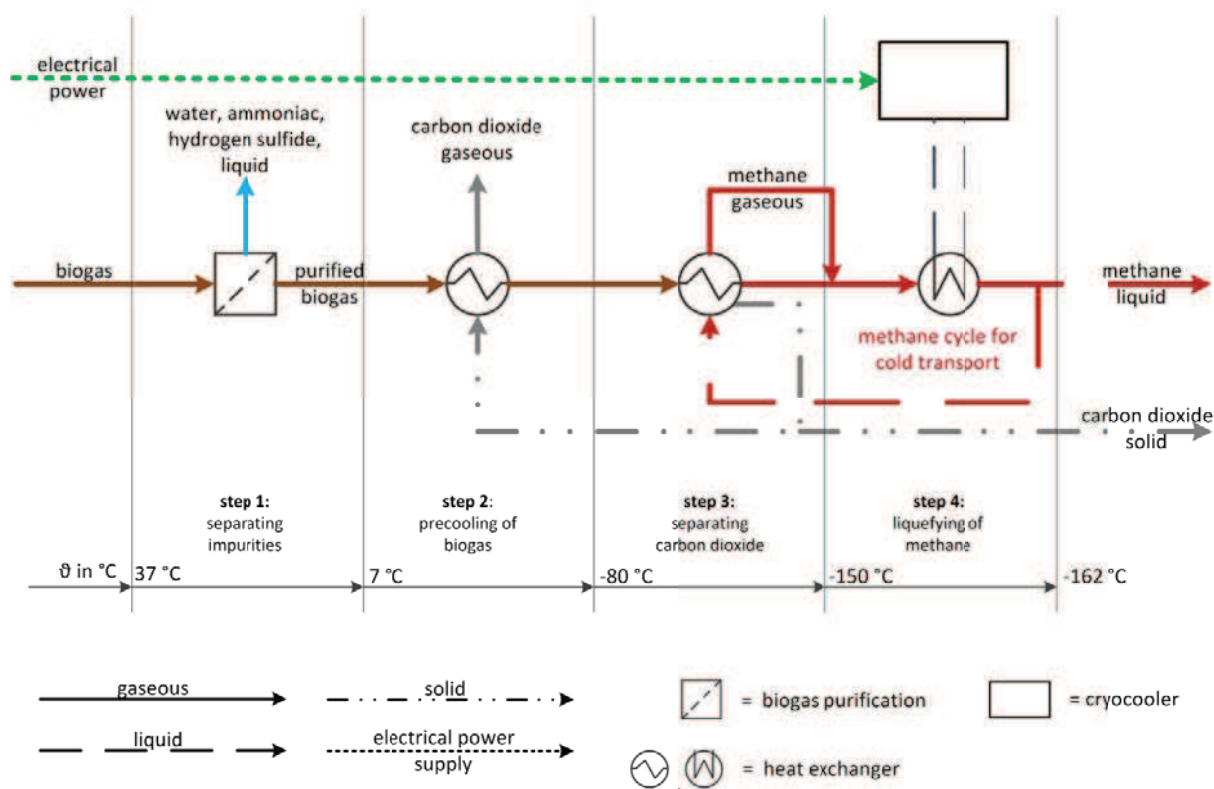 electrical
power
water, ammoniac,
hydrogen sulfide,
liquid
carbon dioxide
gaseous
methane
gaseous
biogas
purified
biogas
methane
liquid
methane cycle for
cold transport
carbon dioxide
solid
step 1:
separating
impurities
step 2:
precooling of
biogas
step 3:
separating
carbon dioxide
step 4:
liquefying of
methane
ϑ in °C
37 °C
7 °C
-80 °C
-150 °C
-162 °C
gaseous
solid
= biogas purification
= cryocooler
liquid
electrical power
supply
= heat exchanger